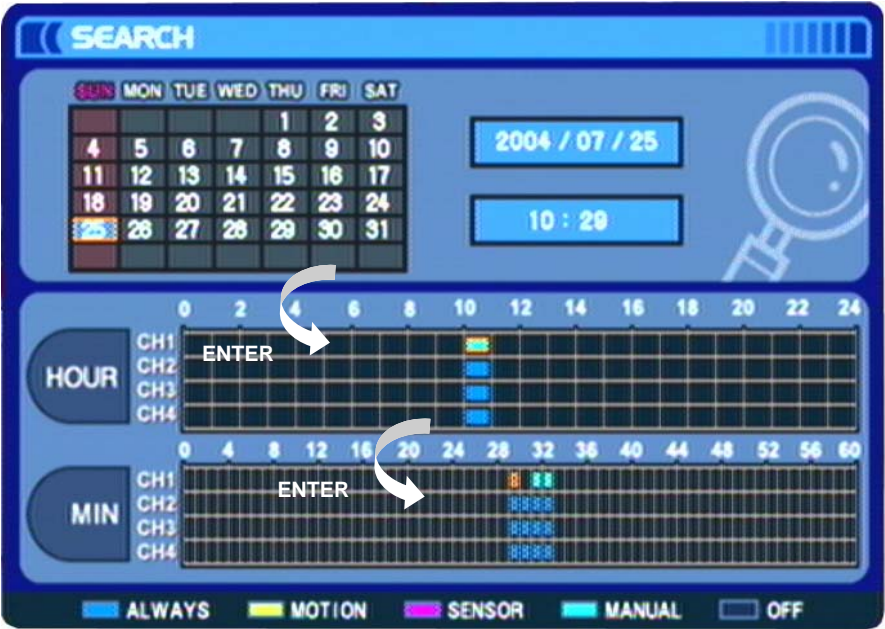 SEARCH
SUN MON TUE WED THU FRI SAT
1 2 3
4 5 6 7 8 9 10
11 12 13 14 15 16 17
18 19 20 21 22 23 24
25 26 27 28 29 30 31
2004 / 07 / 25
10 : 29
0 2 4 6 8 10 12 14 16 18 20 22 24
HOUR
CH1
CH2
CH3
CH4
ENTER
0 4 8 12 16 20 24 28 32 36 40 44 48 52 56 60
MIN
CH1
CH2
CH3
CH4
ENTER
ALWAYS MOTION SENSOR MANUAL OFF